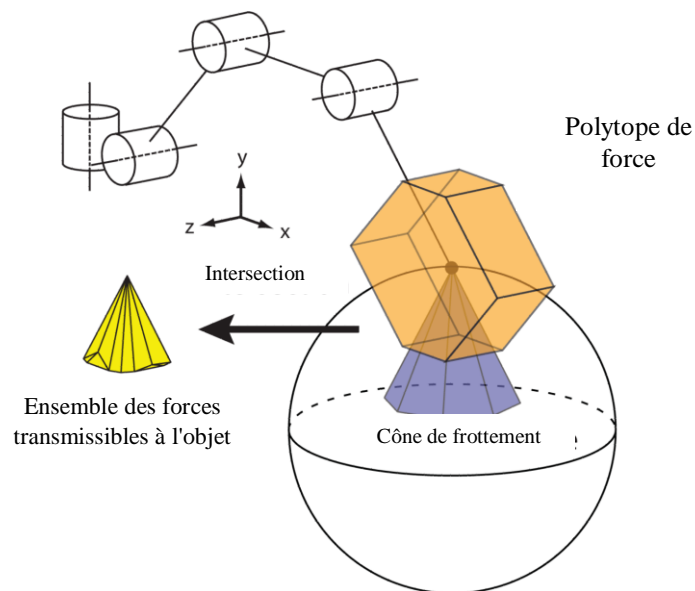 Polytope de
force
y
z
x
Intersection
Ensemble des forces
transmissibles à l'objet
Cône de frottement